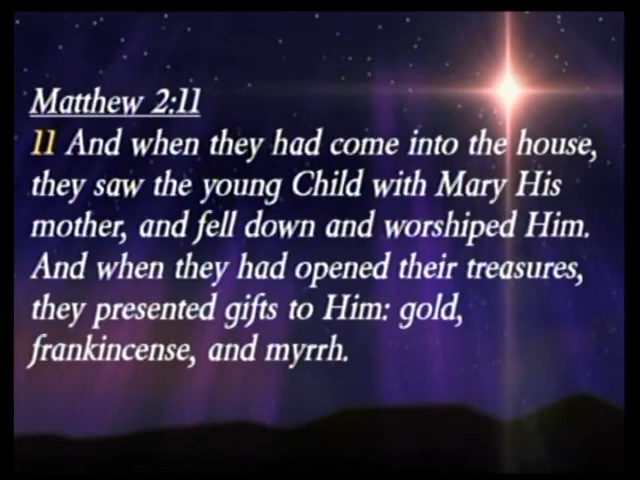 Matthew 2:11
11 And when they had come into the house,
they saw the young Child with Mary His
mother, and fell down and worshiped Him.
And when they had opened their treasures,
they presented gifts to Him: gold,
frankincense, and myrrh.